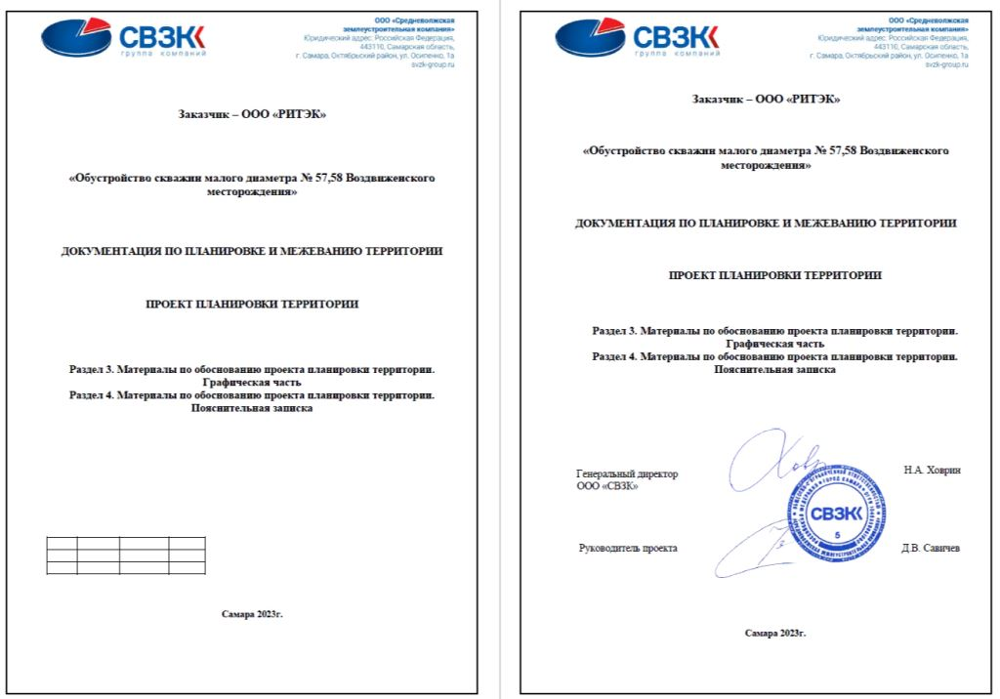 СВЗК
группа компаний
ООО «Средневолжская
землеустроительная компания»
Юридический адрес: Российская Федерация,
443110, Самарская область,
г. Самара, Октябрьский район, ул. Осипенко, 1а
svzk-group.ru
Заказчик – ООО «РИТЭК»
«Обустройство скважин малого диаметра № 57,58 Воздвиженского
месторождения»
ДОКУМЕНТАЦИЯ ПО ПЛАНИРОВКЕ И МЕЖЕВАНИЮ ТЕРРИТОРИИ
ПРОЕКТ ПЛАНИРОВКИ ТЕРРИТОРИИ
Раздел 3. Материалы по обоснованию проекта планировки территории.
Графическая часть
Раздел 4. Материалы по обоснованию проекта планировки территории.
Пояснительная записка
Самара 2023г.
СВЗК
группа компаний
ООО «Средневолжская
землеустроительная компания»
Юридический адрес: Российская Федерация,
443110, Самарская область,
г. Самара, Октябрьский район, ул. Осипенко, 1а
svzk-group.ru
Заказчик – ООО «РИТЭК»
«Обустройство скважин малого диаметра № 57,58 Воздвиженского
месторождения»
ДОКУМЕНТАЦИЯ ПО ПЛАНИРОВКЕ И МЕЖЕВАНИЮ ТЕРРИТОРИИ
ПРОЕКТ ПЛАНИРОВКИ ТЕРРИТОРИИ
Раздел 3. Материалы по обоснованию проекта планировки территории.
Графическая часть
Раздел 4. Материалы по обоснованию проекта планировки территории.
Пояснительная записка
Генеральный директор
ООО «СВЗК»
Н.А. Ховрин
СВЗК
5
Руководитель проекта
Д.В. Савичев
Самара 2023г.